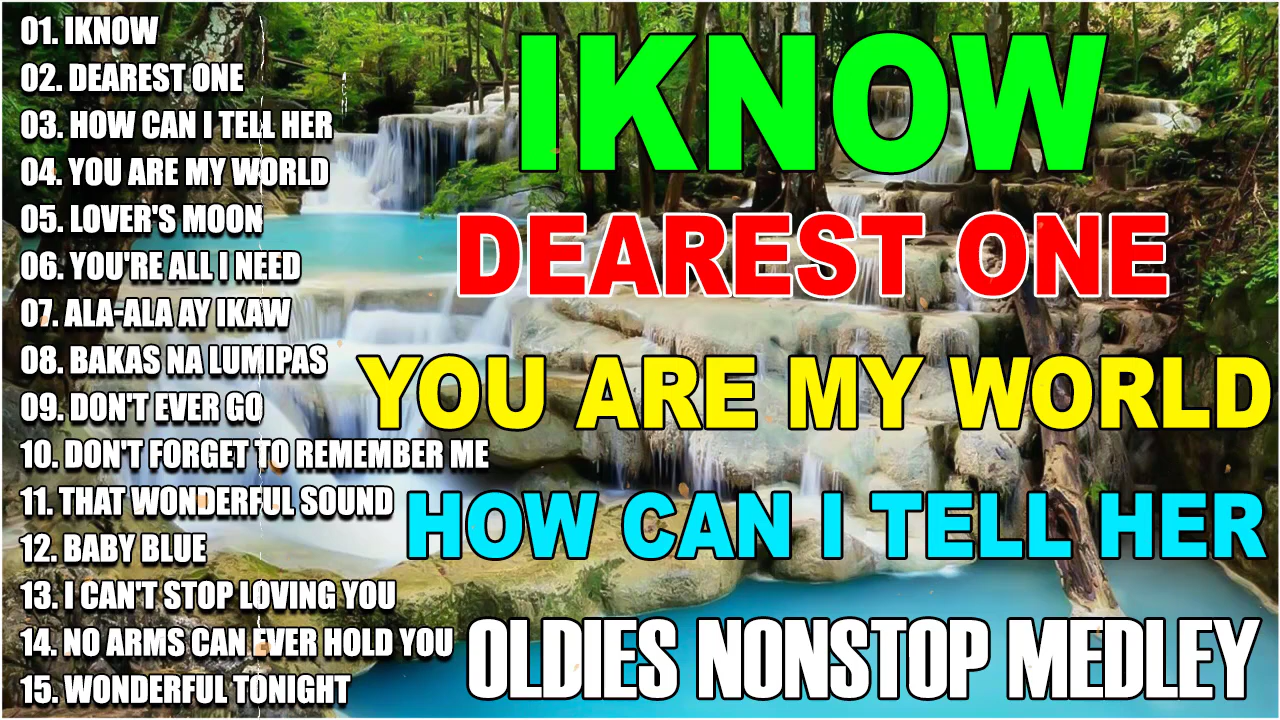 01. IKNOW
02. DEAREST ONE
03. HOW CAN I TELL HER
04. YOU ARE MY WORLD
05. LOVER'S MOON
06. YOU'RE ALL I NEED
07. ALA-ALA AY IKAW
08. BAKAS NA LUMIPAS
09. DON'T EVER GO
10. DON'T FORGET TO REMEMBER ME
11. THAT WONDERFUL SOUND
12. BABY BLUE
13. I CAN'T STOP LOVING YOU
14. NO ARMS CAN EVER HOLD YOU
15. WONDERFUL TONIGHT
IKNOW
DEAREST ONE
YOU ARE MY WORLD
HOW CAN I TELL HER
OLDIES NONSTOP MEDLEY